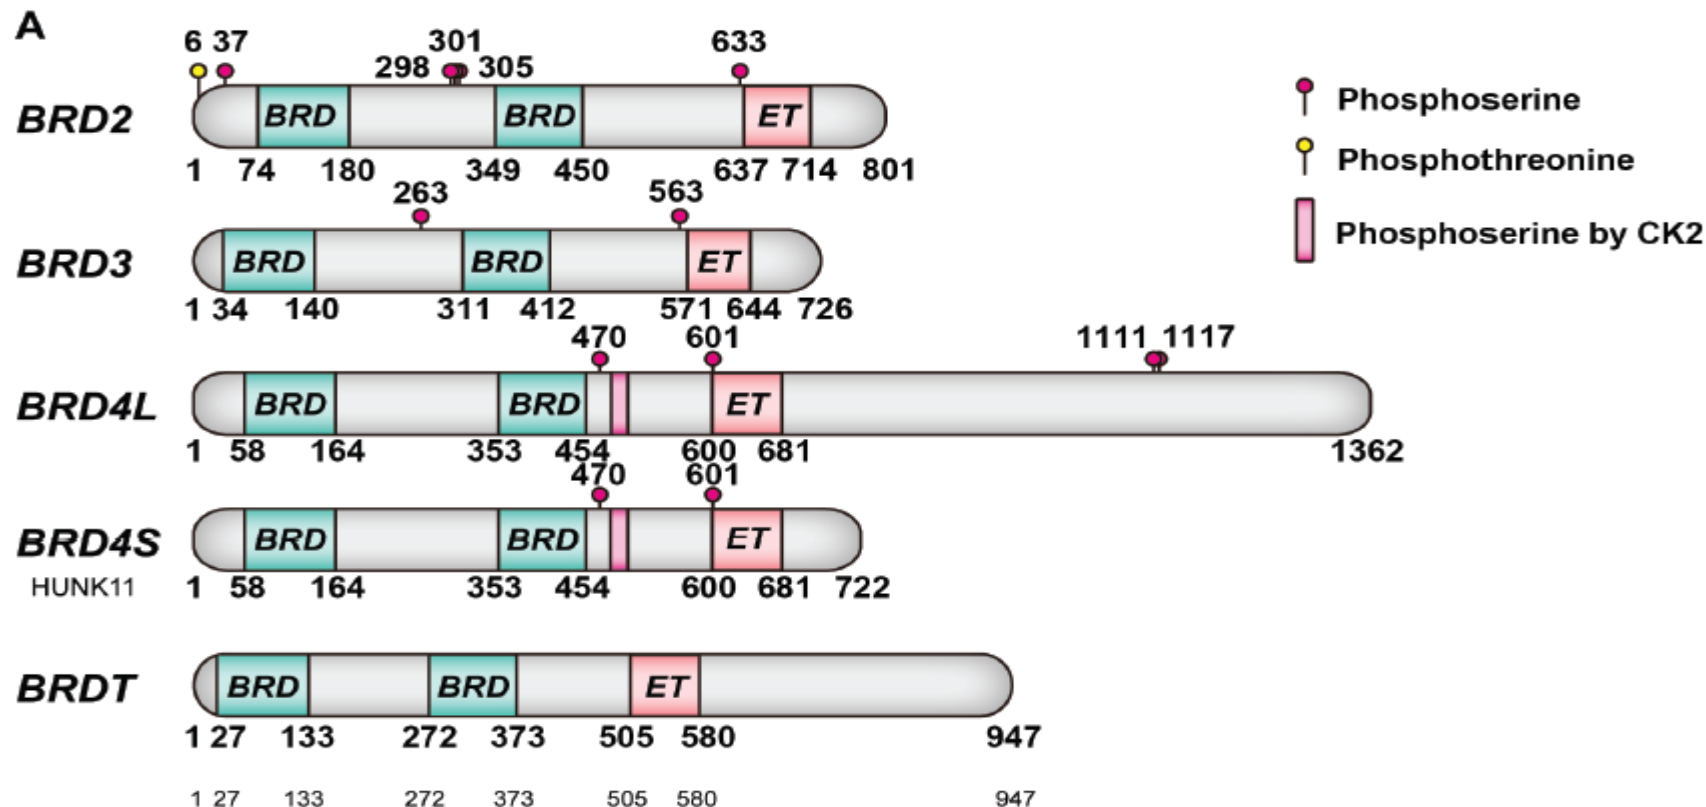 A
6 37 301 633
298 305
BRD2 BRD BRD ET
1 74 180 349 450 637 714 801
263 563
BRD3 BRD BRD ET
1 34 140 311 412 571 644 726
470 601 1111 1117
BRD4L BRD BRD ET
1 58 164 353 454 600 681 1362
470 601
BRD4S BRD BRD ET
HUNK11 1 58 164 353 454 600 681 722
BRDT BRD BRD ET
1 27 133 272 373 505 580 947
1 27 133 272 373 505 580 947
Phosphoserine
Phosphothreonine
Phosphoserine by CK2